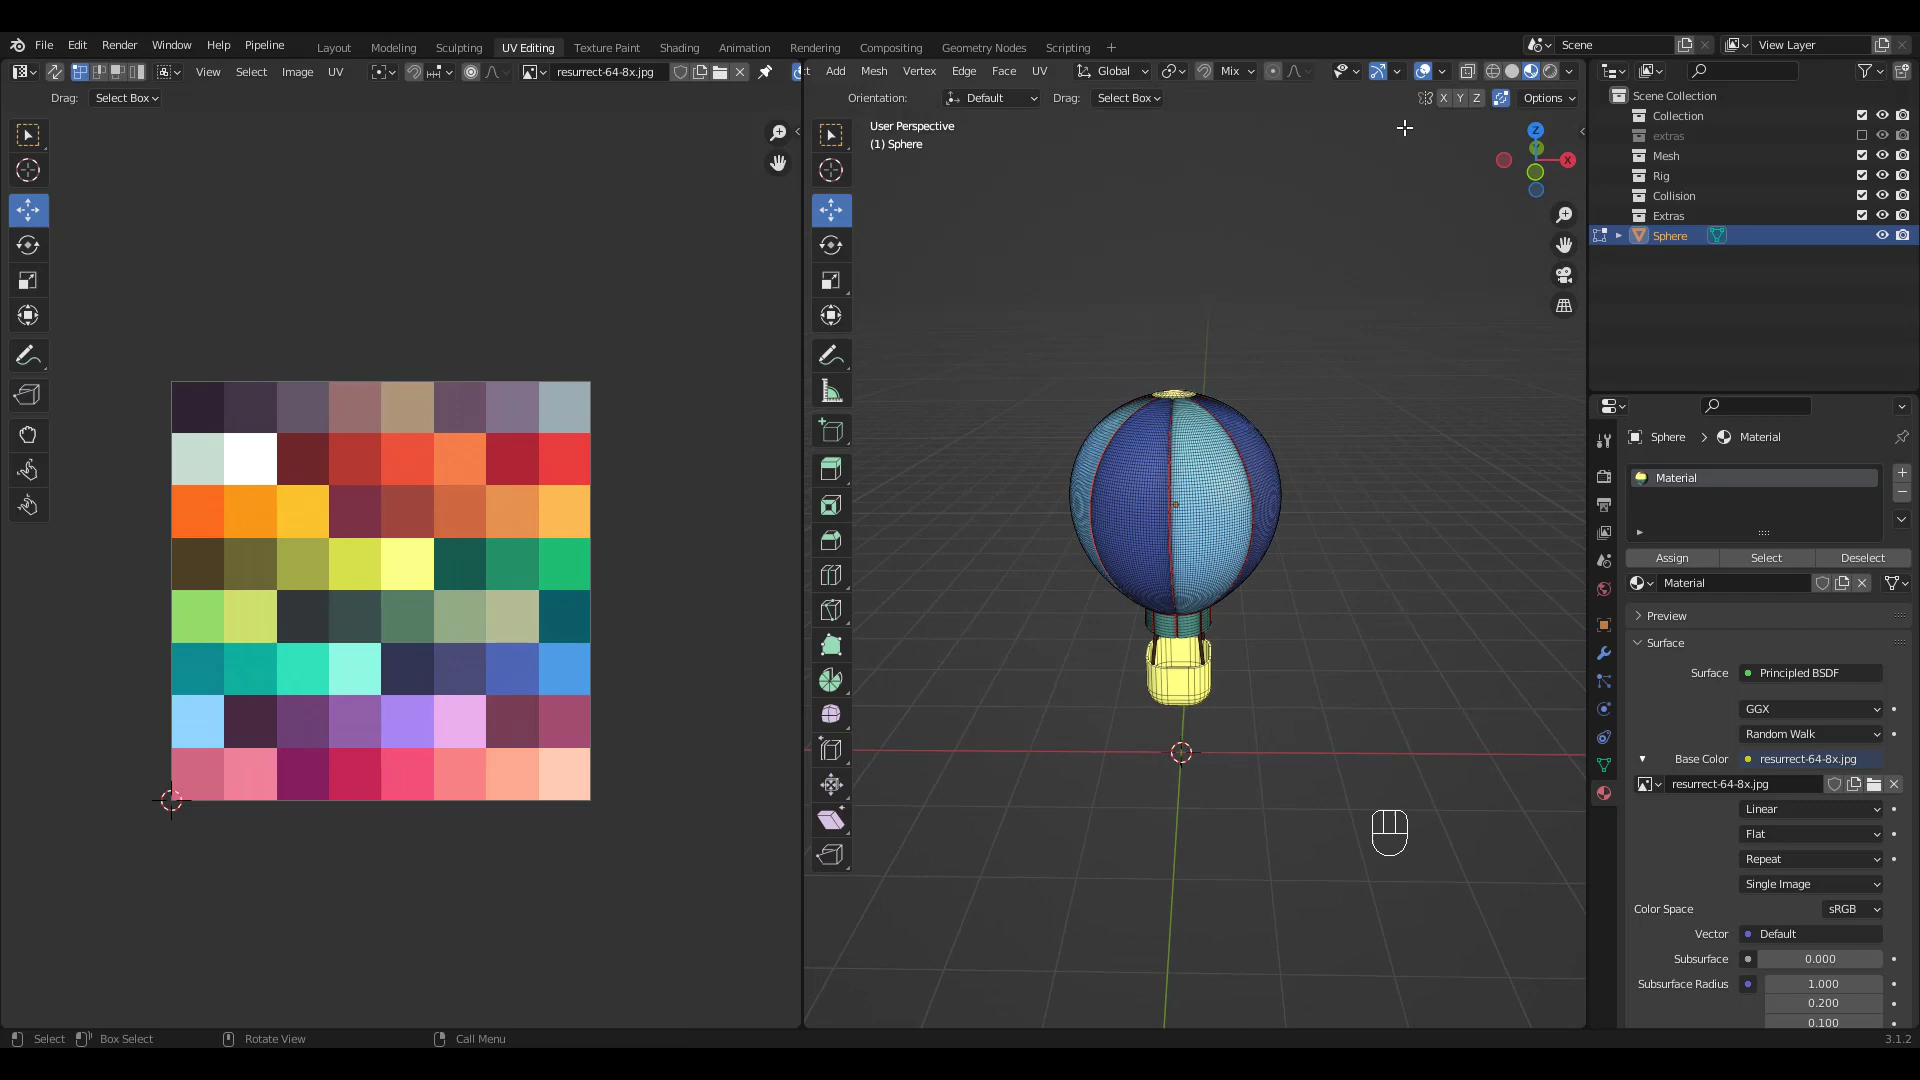 File Edit Render Window Help Pipeline Layout Modeling Sculpting UV Editing Texture Paint Shading Animation Rendering Compositing Geometry Nodes Scripting + Scene View Layer
View Select Image UV resurrect-64-8x.jpg Add Mesh Vertex Edge Face UV Global Mix
Drag: Select Box Orientation: Default Drag: Select Box X Y Z Options
User Perspective
(1) Sphere
Z
X
Scene Collection
Collection
extras
Mesh
Rig
Collision
Extras
Sphere
Sphere > Material
Material
Assign Select Deselect
Material
Preview
Surface
Surface Principled BSDF
GGX
Random Walk
Base Color resurrect-64-8x.jpg
resurrect-64-8x.jpg
Linear
Flat
Repeat
Single Image
Color Space sRGB
Vector Default
Subsurface 0.000
Subsurface Radius 1.000
0.200
0.100
Select Box Select Rotate View Call Menu 3.1.2